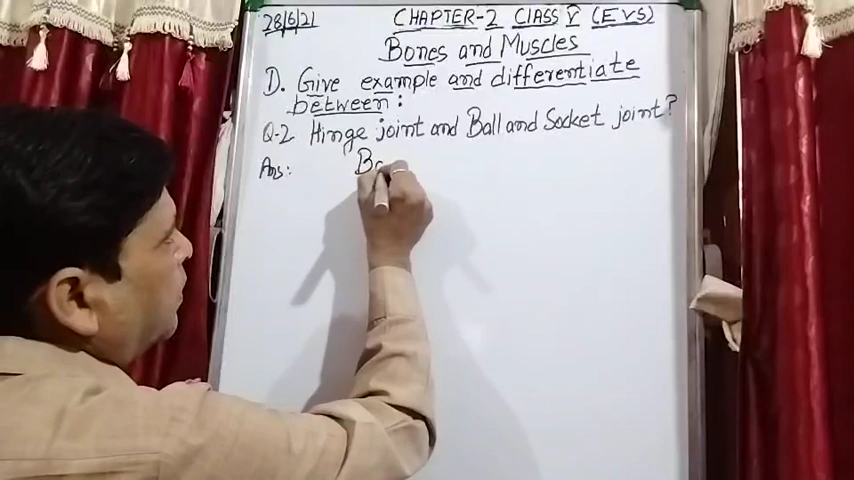 28/6/21 CHAPTER-2 CLASS V (EVS)
Bones and Muscles
D. Give example and differentiate
between:
Q-2 Hinge joint and Ball and Socket joint?
Ans: